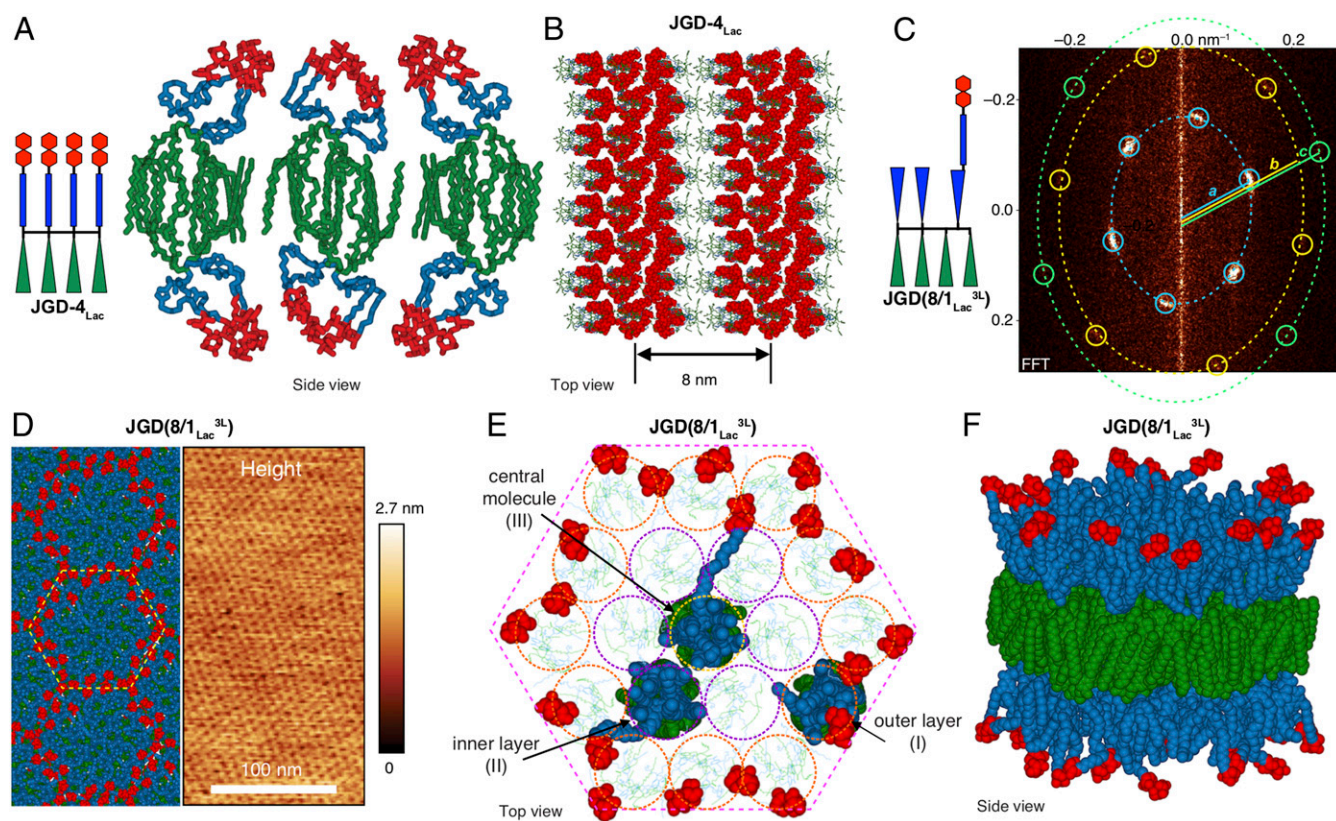 A
JGD-4Lac
Side view
B
JGD-4Lac
Top view
8 nm
C
−0.2 0.0 nm⁻¹ 0.2
−0.2
0.0
0.2
a
b
c
FFT
JGD(8/1Lac3L)
D
JGD(8/1Lac3L)
Height
100 nm
2.7 nm
0
E
JGD(8/1Lac3L)
central
molecule
(III)
inner layer
(II)
outer layer
(I)
Top view
F
JGD(8/1Lac3L)
Side view